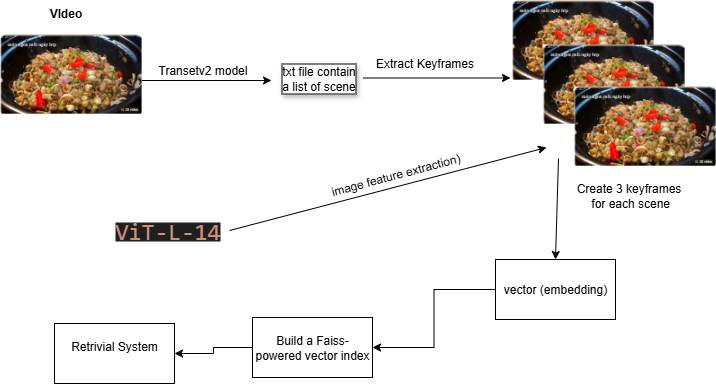 VIdeo
Transetv2 model
txt file contain
a list of scene
Extract Keyframes
image feature extraction)
ViT-L-14
Create 3 keyframes
for each scene
vector (embedding)
Build a Faiss-
powered vector index
Retrivial System